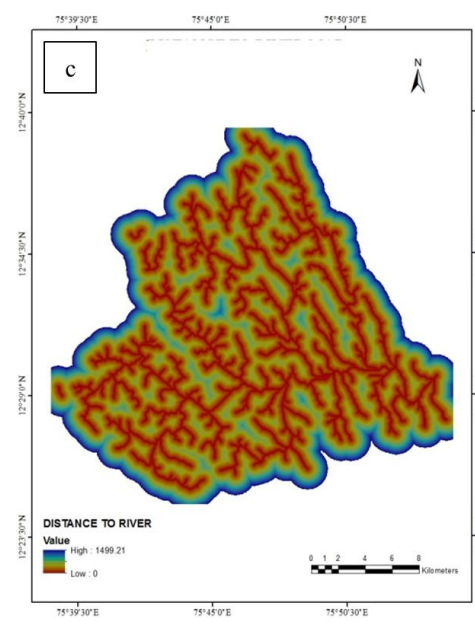 75°39'30"E 75°45'0"E 75°50'30"E
c
N
12°40'0"N
12°34'30"N
12°29'0"N
12°23'30"N
DISTANCE TO RIVER
Value
High : 1499.21
Low : 0
0 1 2 4 6 8
Kilometers
75°39'30"E 75°45'0"E 75°50'30"E